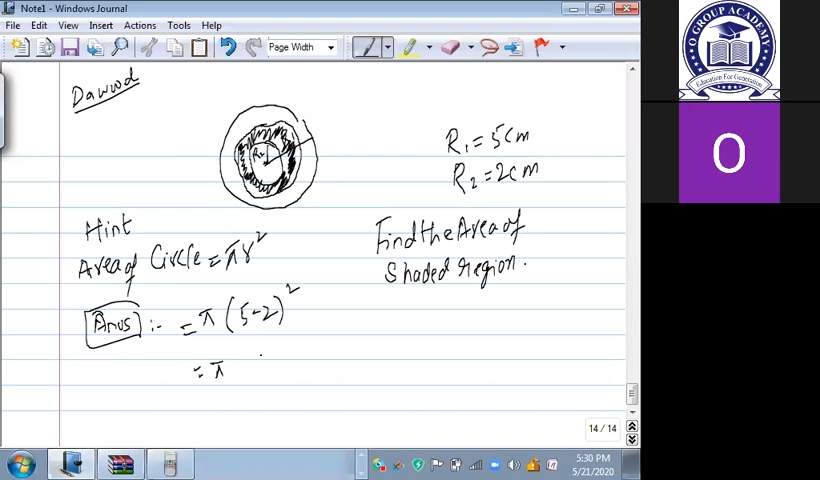 Note1 - Windows Journal
File Edit View Insert Actions Tools Help
Page Width
Dawood
R2
R1 = 5cm
R2 = 2cm
Hint
Area of Circle = πr²
Find the Area of
Shaded region.
Ans :- = π (5-2)²
= π
14 / 14
5:30 PM
5/21/2020
O GROUP ACADEMY
Education For Generation
O